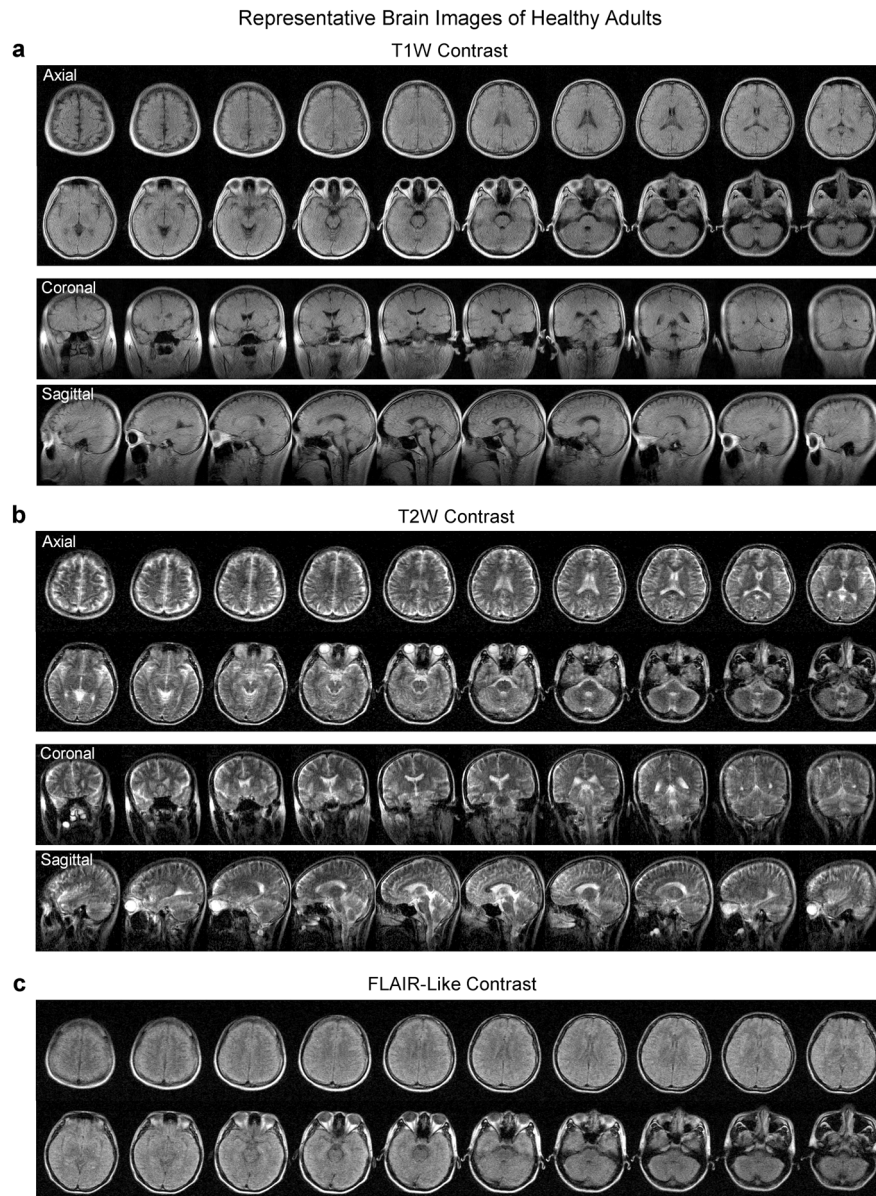 Representative Brain Images of Healthy Adults
a
T1W Contrast
Axial
Coronal
Sagittal
b
T2W Contrast
Axial
Coronal
Sagittal
c
FLAIR-Like Contrast